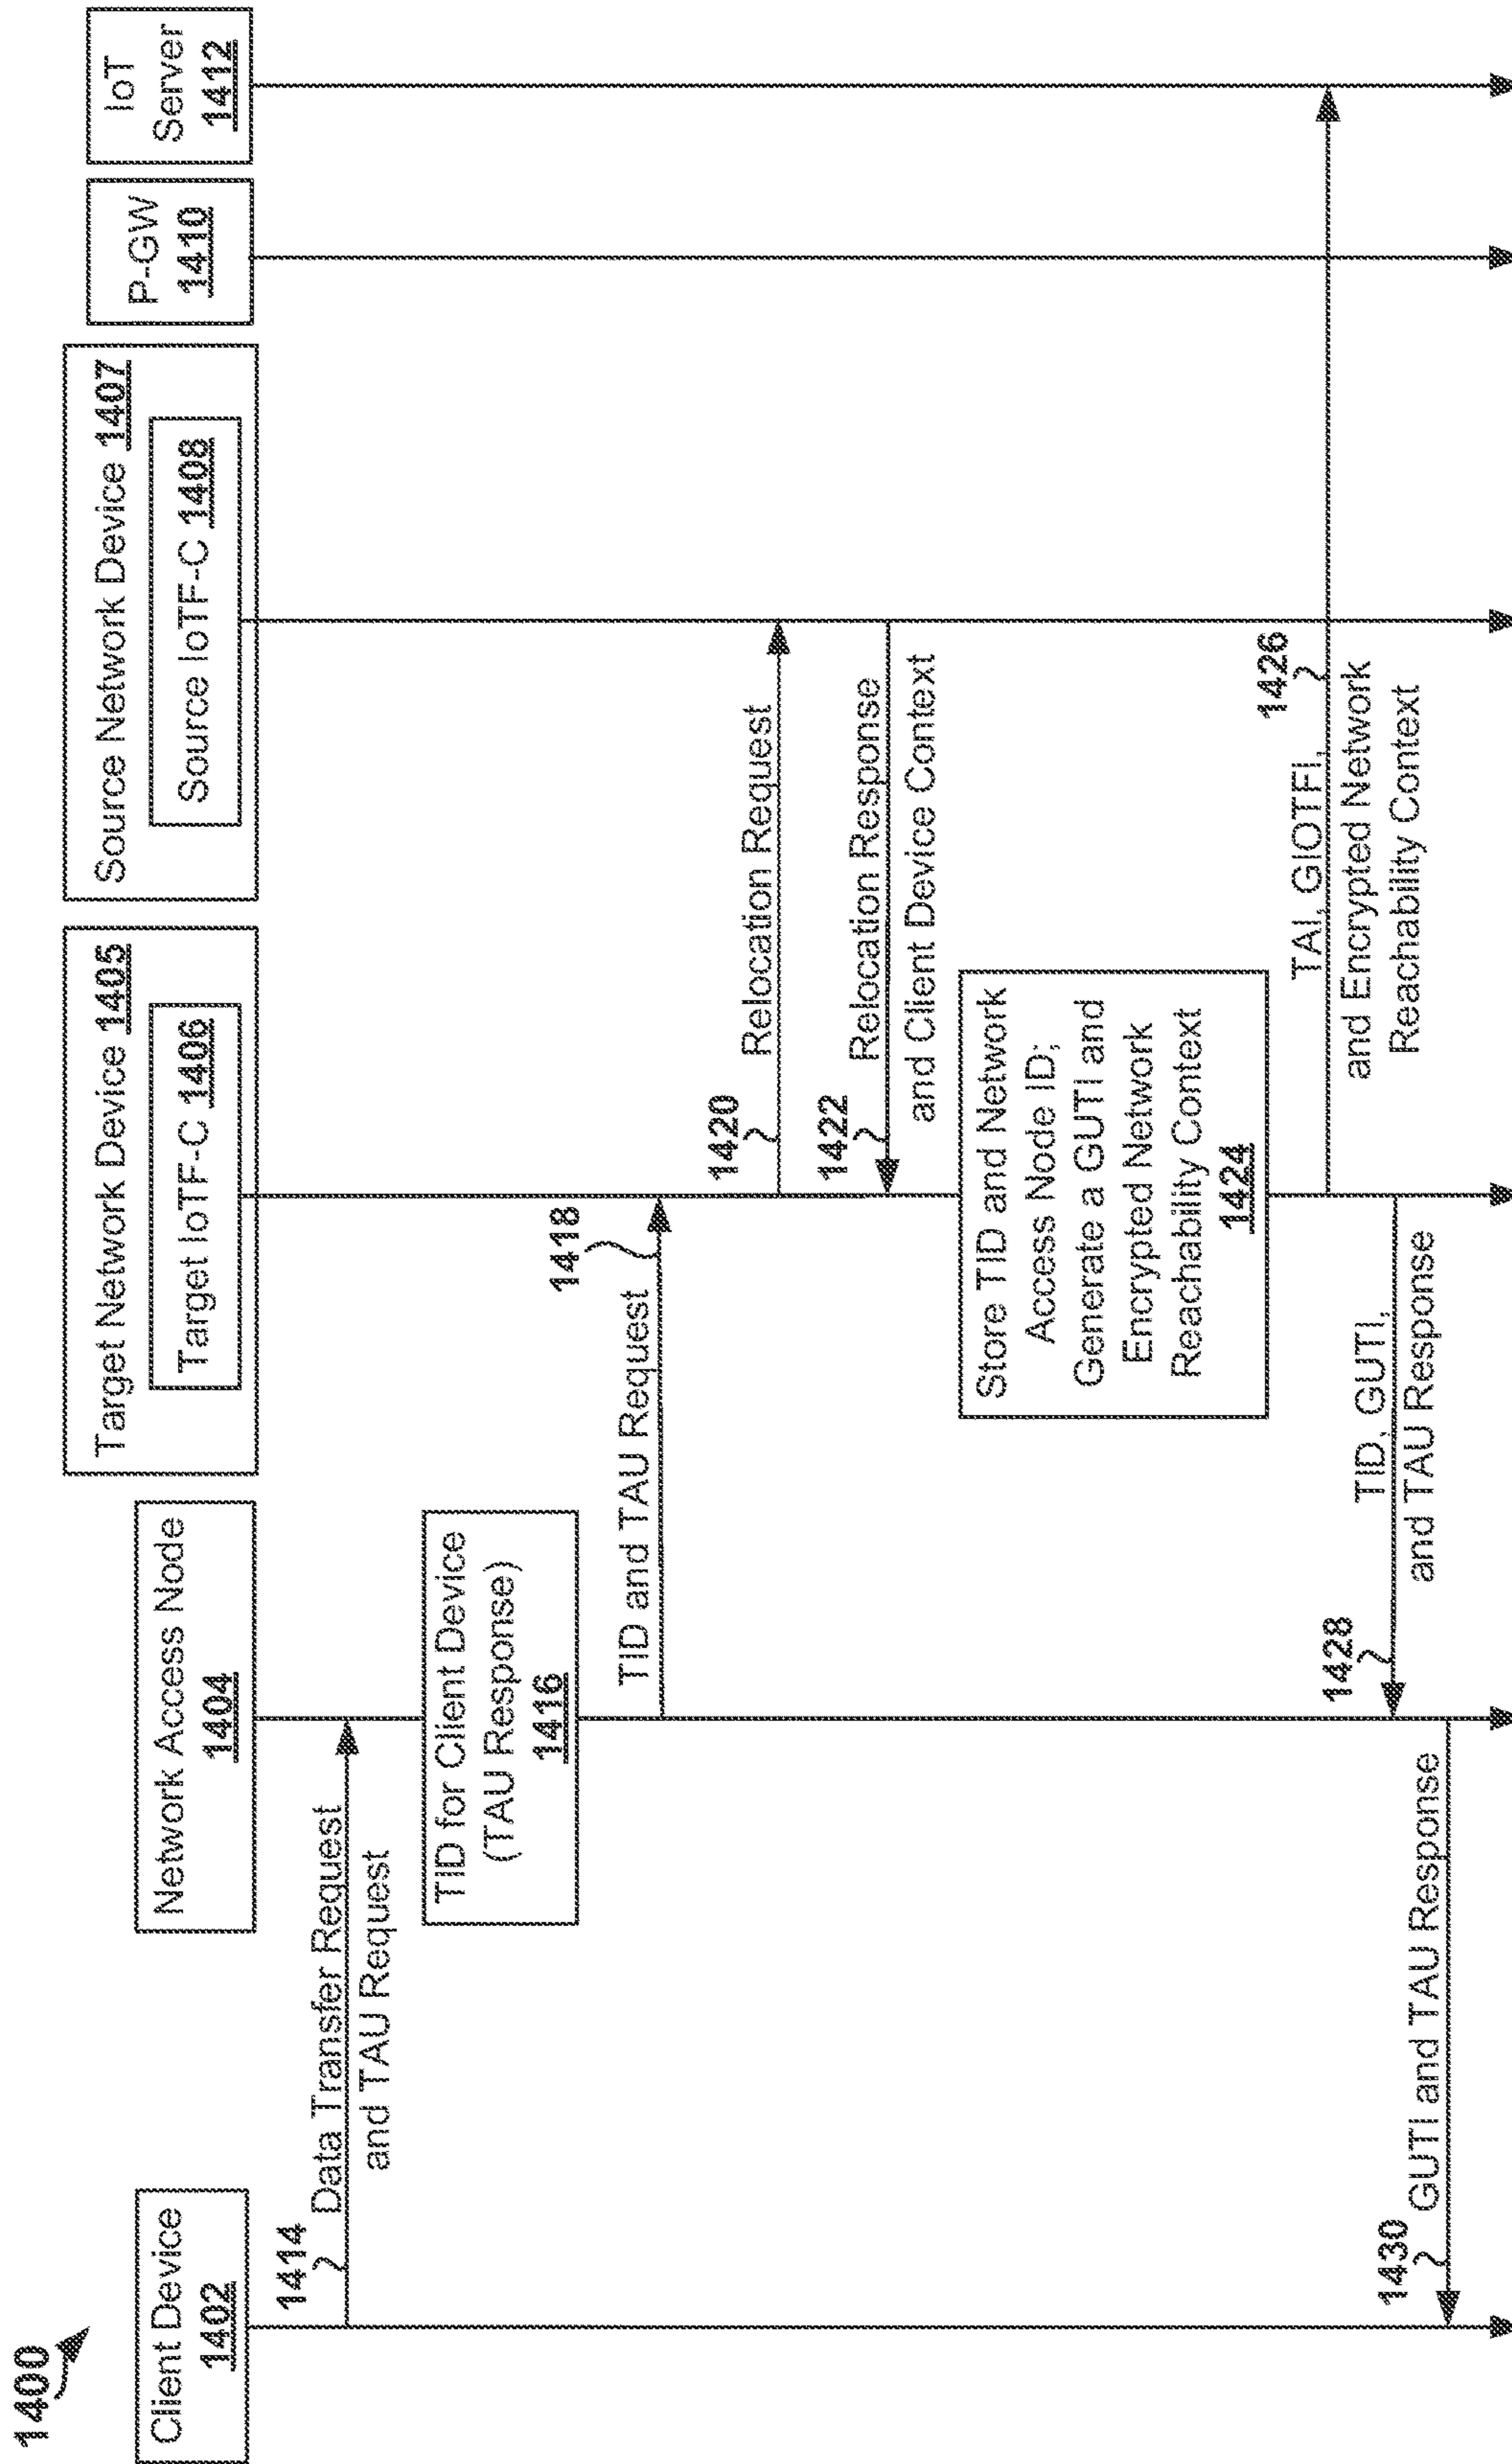 1400
Client Device
1402
Network Access Node
1404
Target Network Device 1405
Target IoTF-C 1406
Source Network Device 1407
Source IoTF-C 1408
P-GW
1410
IoT
Server
1412
1414
Data Transfer Request
and TAU Request
TID for Client Device
(TAU Response)
1416
1418
TID and TAU Request
1420
Relocation Request
1422
Relocation Response
and Client Device Context
Store TID and Network
Access Node ID;
Generate a GUTI and
Encrypted Network
Reachability Context
1424
1426
TAI, GIOTFI,
and Encrypted Network
Reachability Context
1428
TID, GUTI,
and TAU Response
1430
GUTI and TAU Response